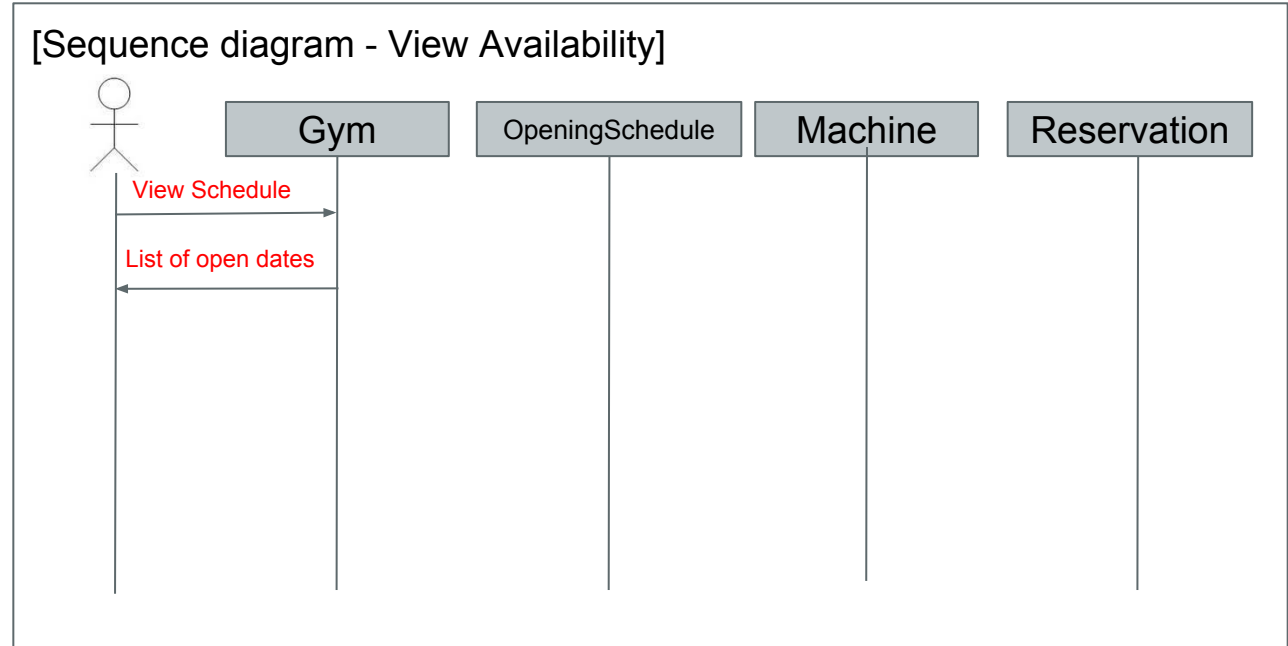 [Sequence diagram - View Availability]
Gym
OpeningSchedule
Machine
Reservation
View Schedule
List of open dates